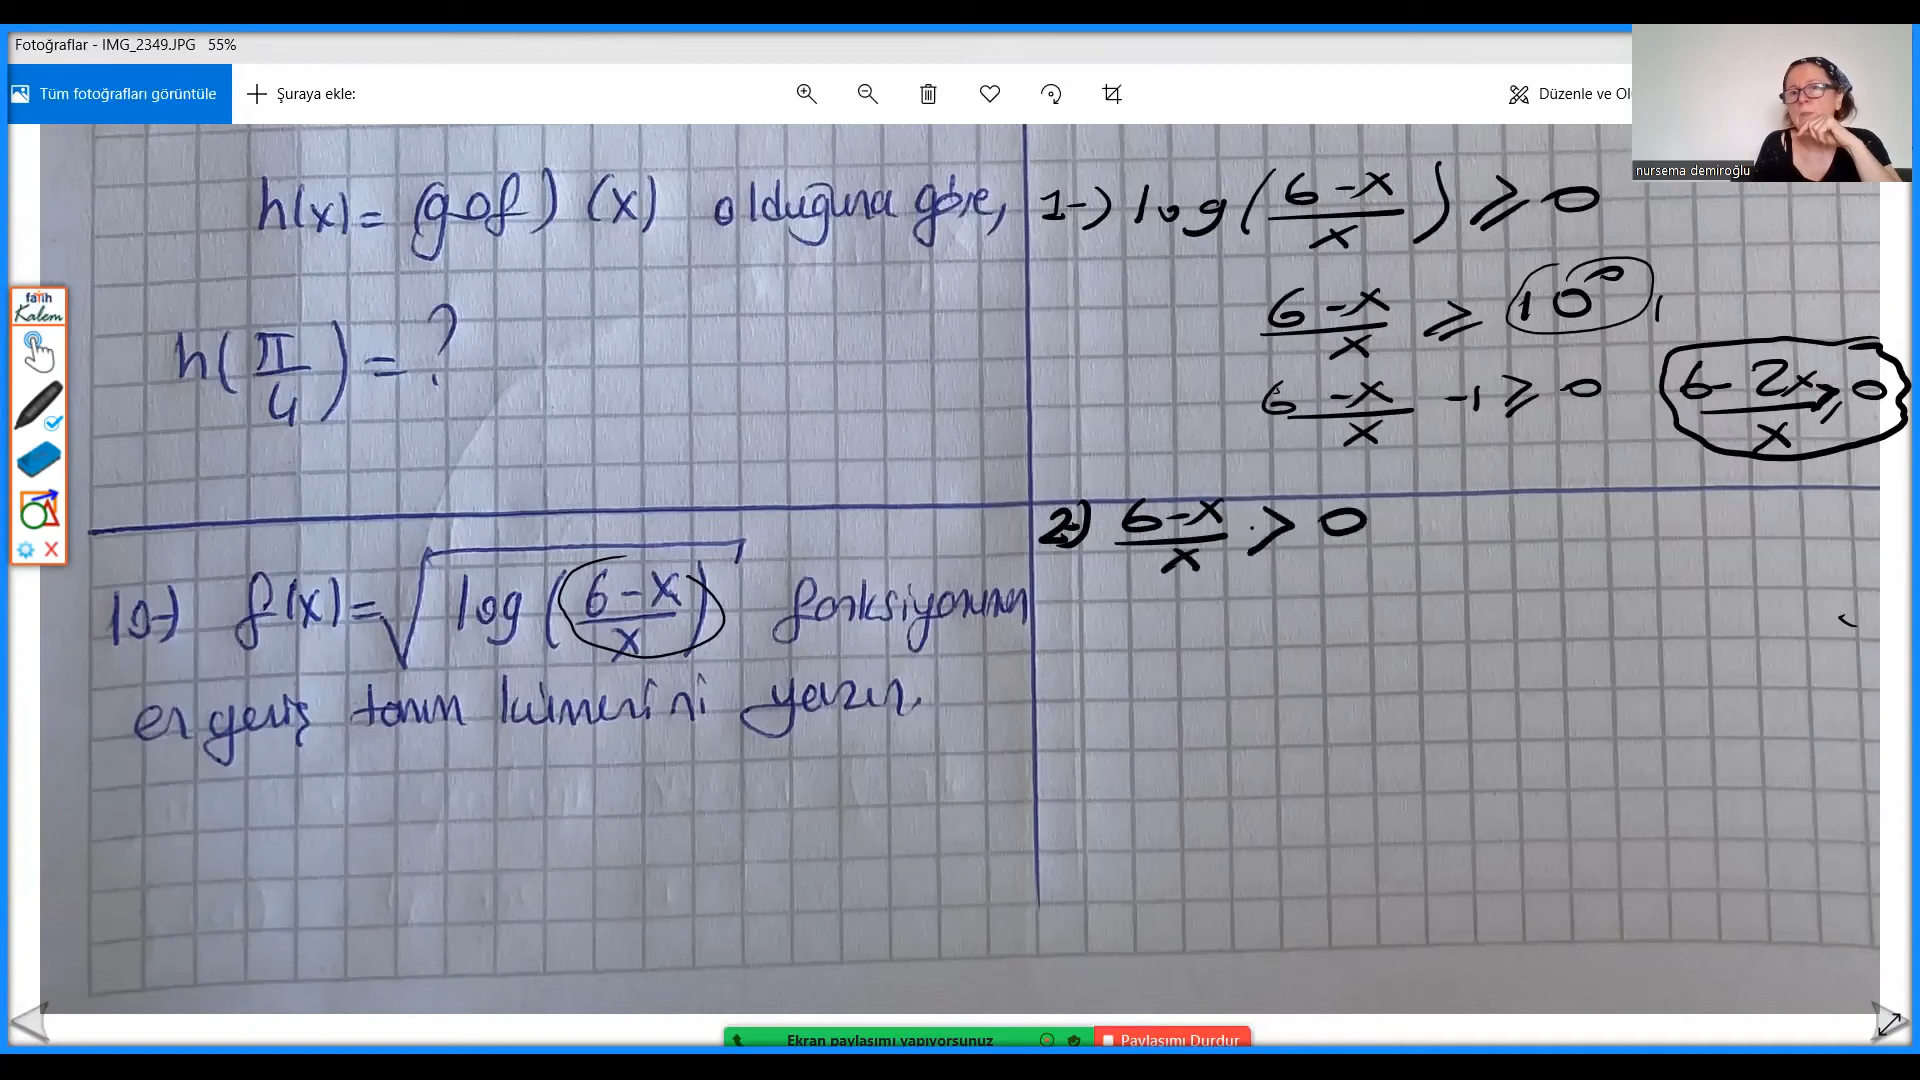 Fotoğraflar - IMG_2349.JPG 55%
Tüm fotoğrafları görüntüle
Şuraya ekle:
Düzenle ve Ol
nursema demiroğlu
fatih
Kalem
h(x) = (gof) (x) olduğuna göre,
h(π/4) = ?
10-) f(x) = √log((6-x)/x) fonksiyonunun
en geniş tanım kümesini yazın.
1-) log((6-x)/x) ≥ 0
(6-x)/x ≥ 10⁰
(6-x)/x -1 ≥ 0
(6-2x)/x ≥ 0
2-) (6-x)/x > 0
Ekran paylaşımı yapıyorsunuz
Paylaşımı Durdur